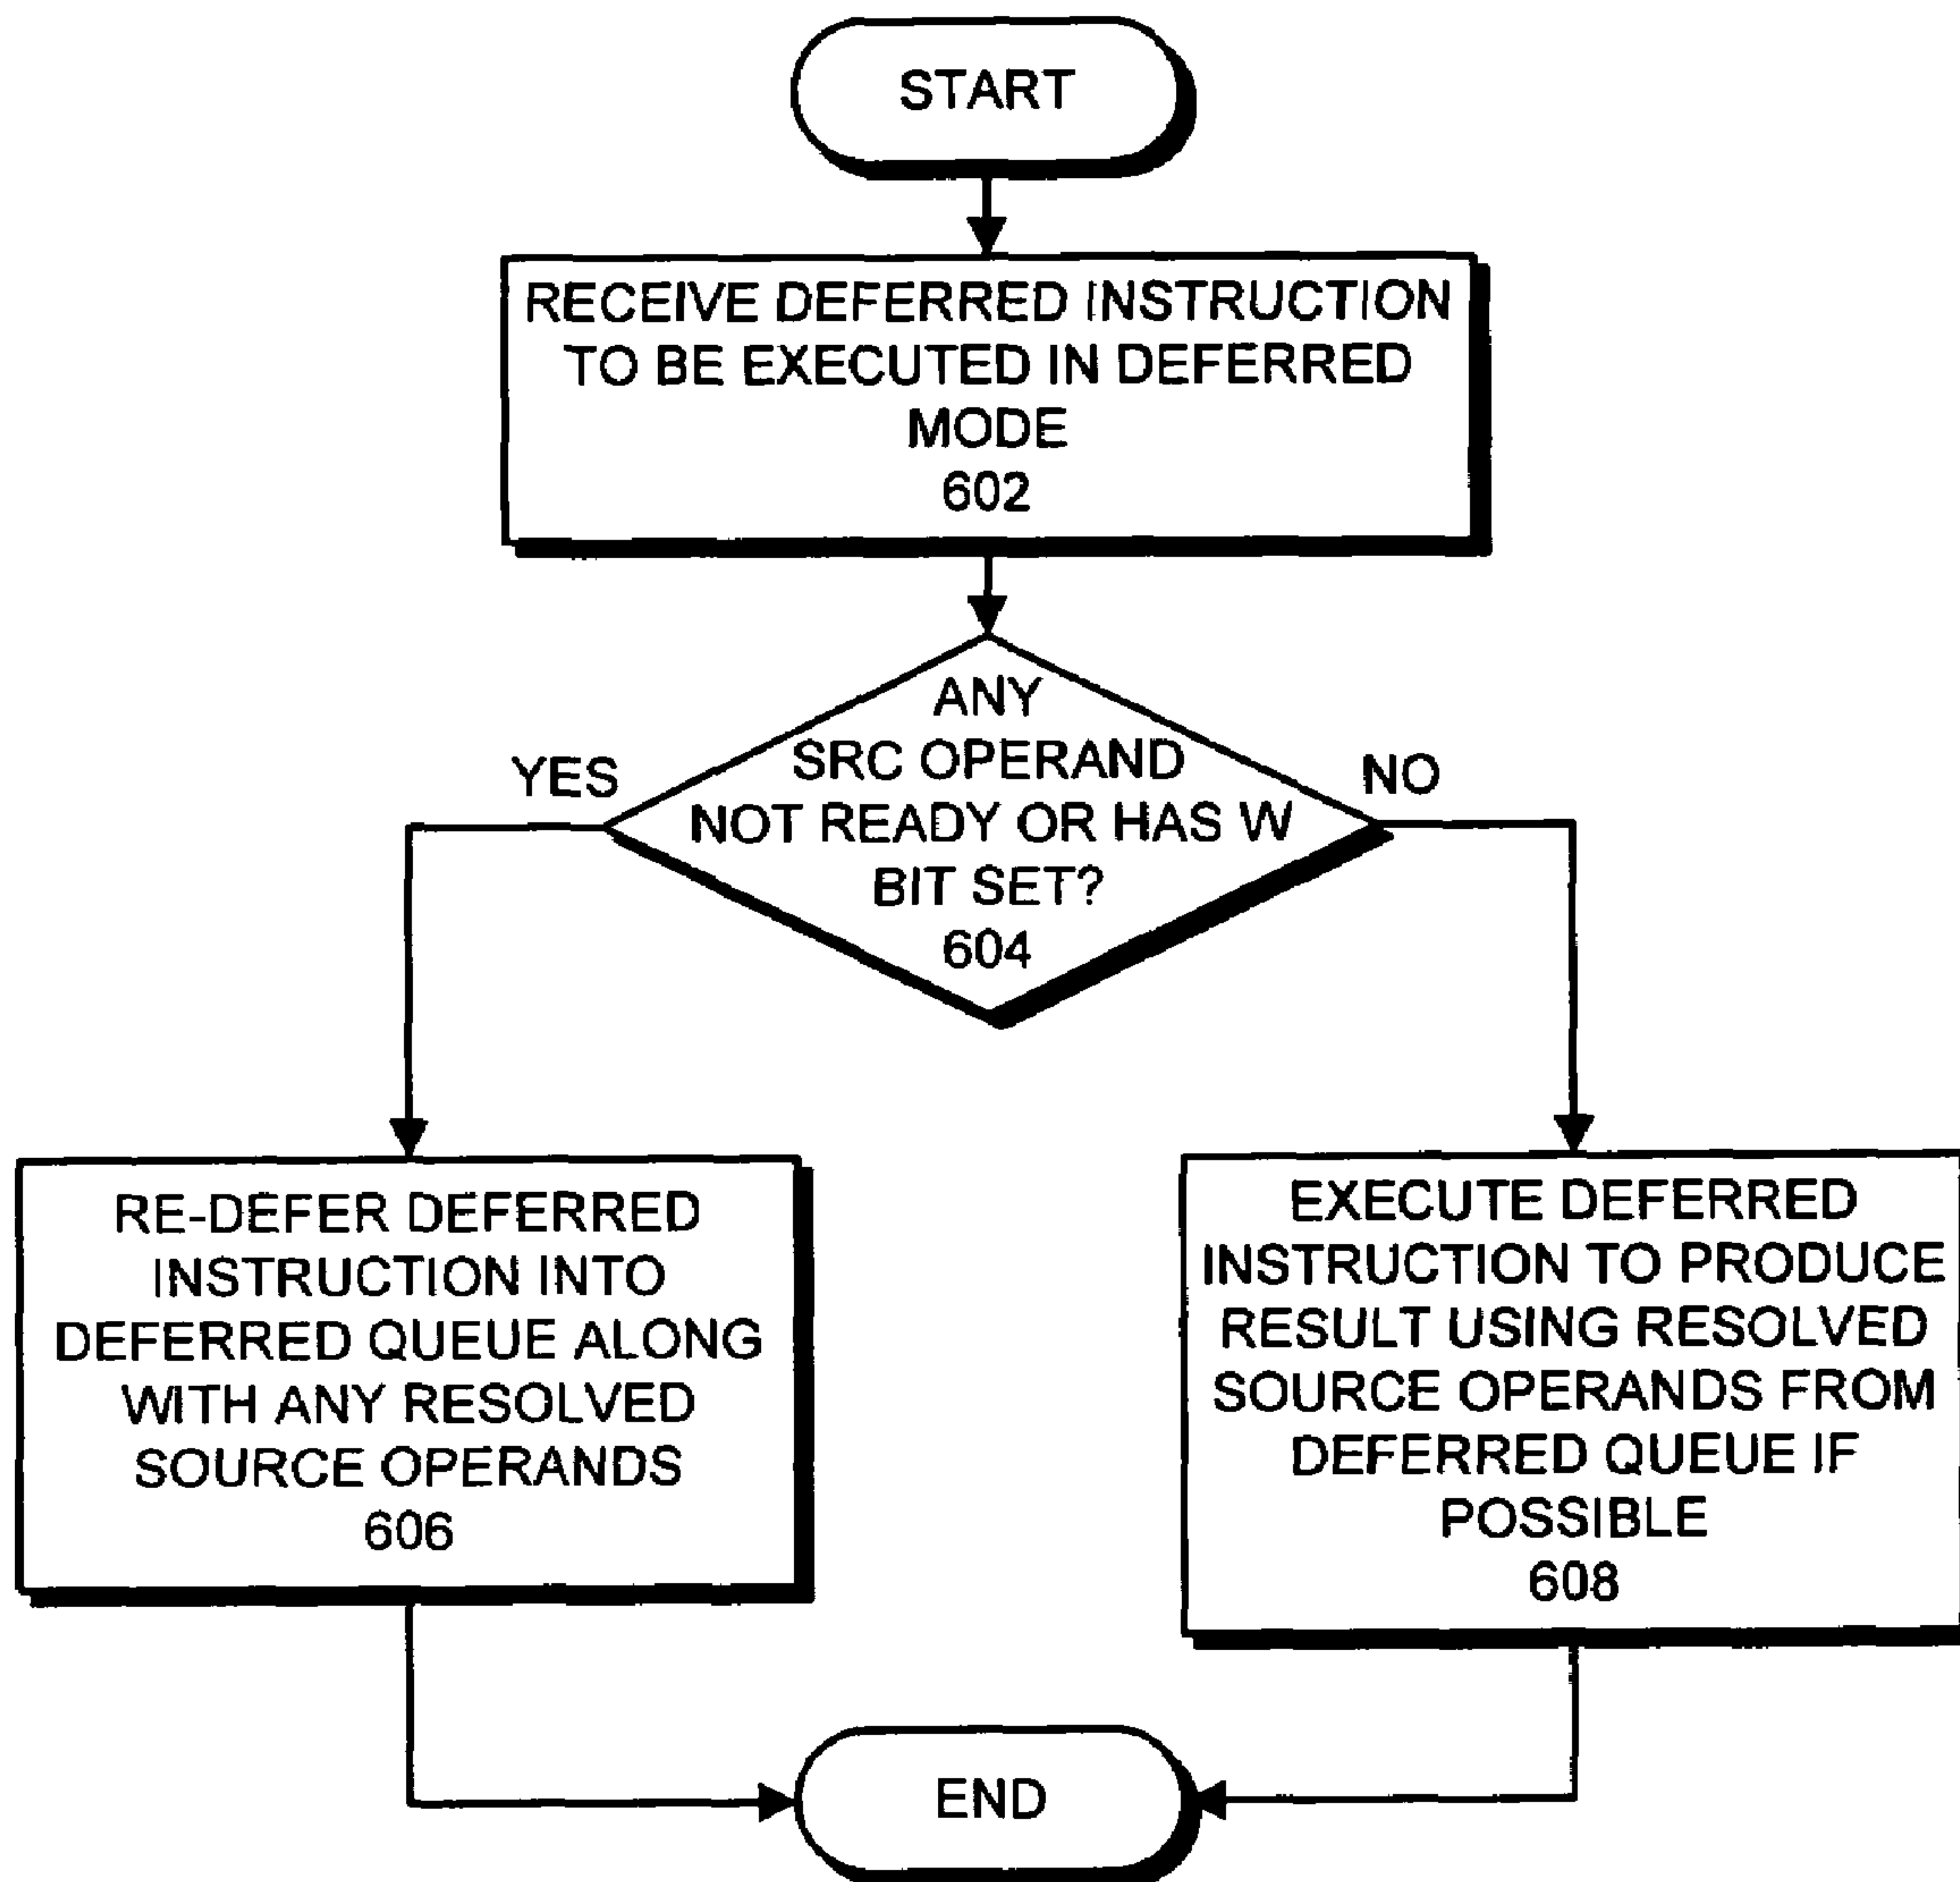 START
RECEIVE DEFERRED INSTRUCTION
TO BE EXECUTED IN DEFERRED
MODE
602
ANY
SRC OPERAND
NOT READY OR HAS W
BIT SET?
604
YES
NO
RE-DEFER DEFERRED
INSTRUCTION INTO
DEFERRED QUEUE ALONG
WITH ANY RESOLVED
SOURCE OPERANDS
606
EXECUTE DEFERRED
INSTRUCTION TO PRODUCE
RESULT USING RESOLVED
SOURCE OPERANDS FROM
DEFERRED QUEUE IF
POSSIBLE
608
END